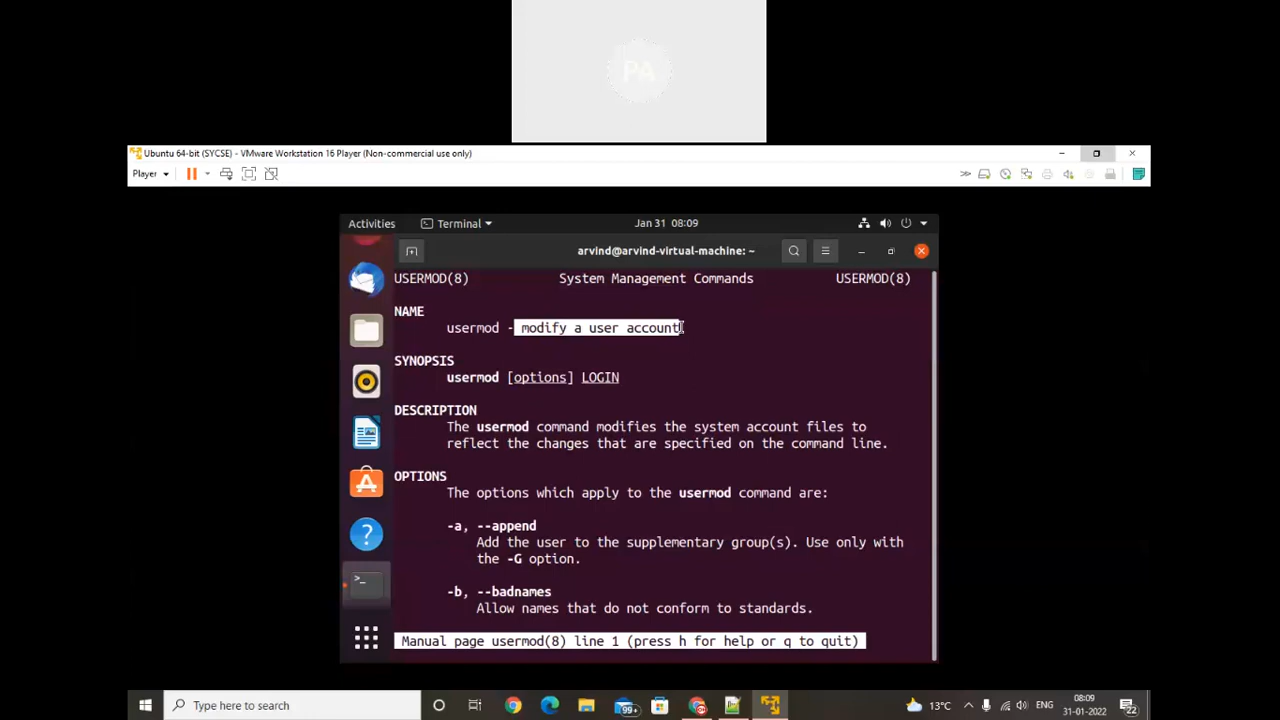 PA
Ubuntu 64-bit (SYCSE) - VMware Workstation 16 Player (Non-commercial use only)
Player
Activities
Terminal
Jan 31 08:09
arvind@arvind-virtual-machine: ~
USERMOD(8) System Management Commands USERMOD(8)
NAME
usermod - modify a user account
SYNOPSIS
usermod [options] LOGIN
DESCRIPTION
The usermod command modifies the system account files to
reflect the changes that are specified on the command line.
OPTIONS
The options which apply to the usermod command are:
-a, --append
Add the user to the supplementary group(s). Use only with
the -G option.
-b, --badnames
Allow names that do not conform to standards.
Manual page usermod(8) line 1 (press h for help or q to quit)
Type here to search
99+
13°C
ENG
08:09
31-01-2022
22